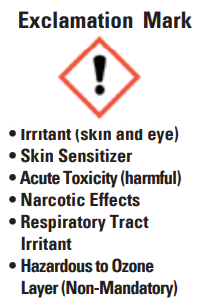 Exclamation Mark
• Irritant (skin and eye)
• Skin Sensitizer
• Acute Toxicity (harmful)
• Narcotic Effects
• Respiratory Tract
Irritant
• Hazardous to Ozone
Layer (Non-Mandatory)